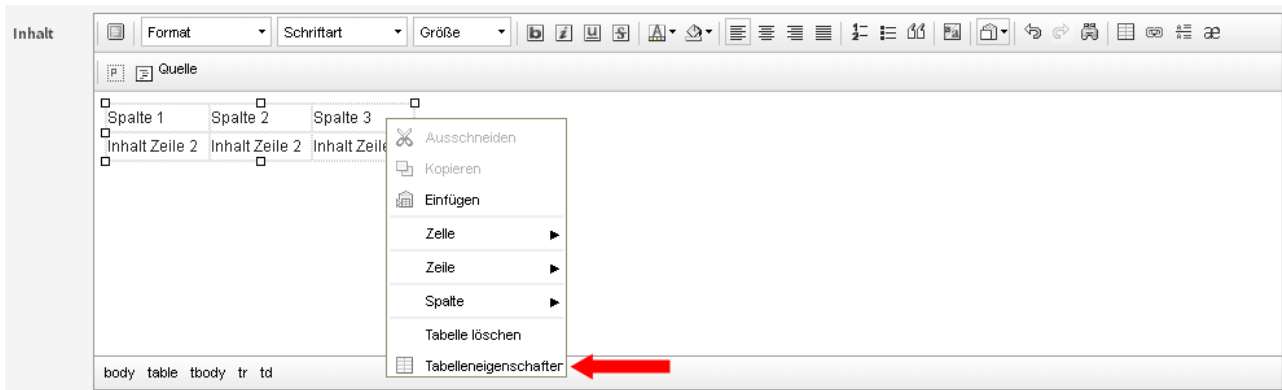 Inhalt
Format Schriftart Größe
Quelle
Spalte 1 Spalte 2 Spalte 3
Inhalt Zeile 2 Inhalt Zeile 2 Inhalt Zeile
Ausschneiden
Kopieren
Einfügen
Zelle
Zeile
Spalte
Tabelle löschen
Tabelleneigenschaften
body table tbody tr td